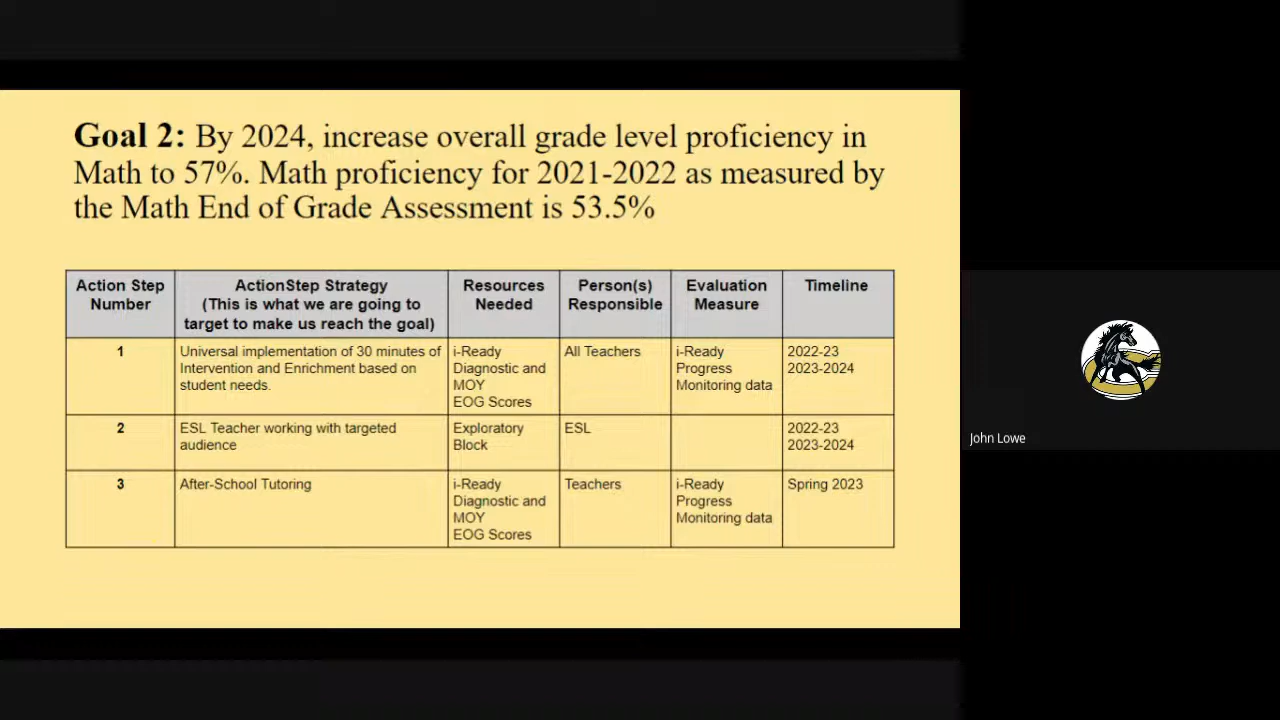 Goal 2: By 2024, increase overall grade level proficiency in
Math to 57%. Math proficiency for 2021-2022 as measured by
the Math End of Grade Assessment is 53.5%
Action Step
Number
ActionStep Strategy
(This is what we are going to
target to make us reach the goal)
Resources
Needed
Person(s)
Responsible
Evaluation
Measure
Timeline
1
Universal implementation of 30 minutes of
Intervention and Enrichment based on
student needs.
i-Ready
Diagnostic and
MOY
EOG Scores
All Teachers
i-Ready
Progress
Monitoring data
2022-23
2023-2024
2
ESL Teacher working with targeted
audience
Exploratory
Block
ESL
2022-23
2023-2024
3
After-School Tutoring
i-Ready
Diagnostic and
MOY
EOG Scores
Teachers
i-Ready
Progress
Monitoring data
Spring 2023
John Lowe